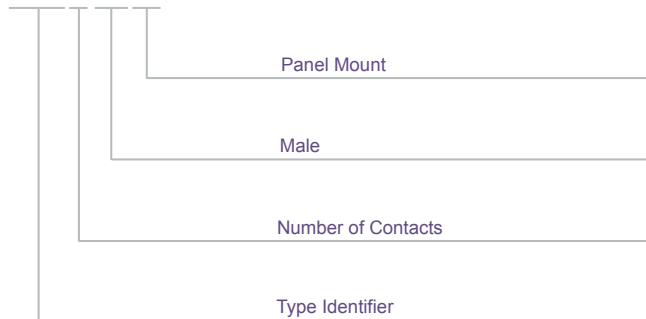 Panel Mount
Male
Number of Contacts
Type Identifier